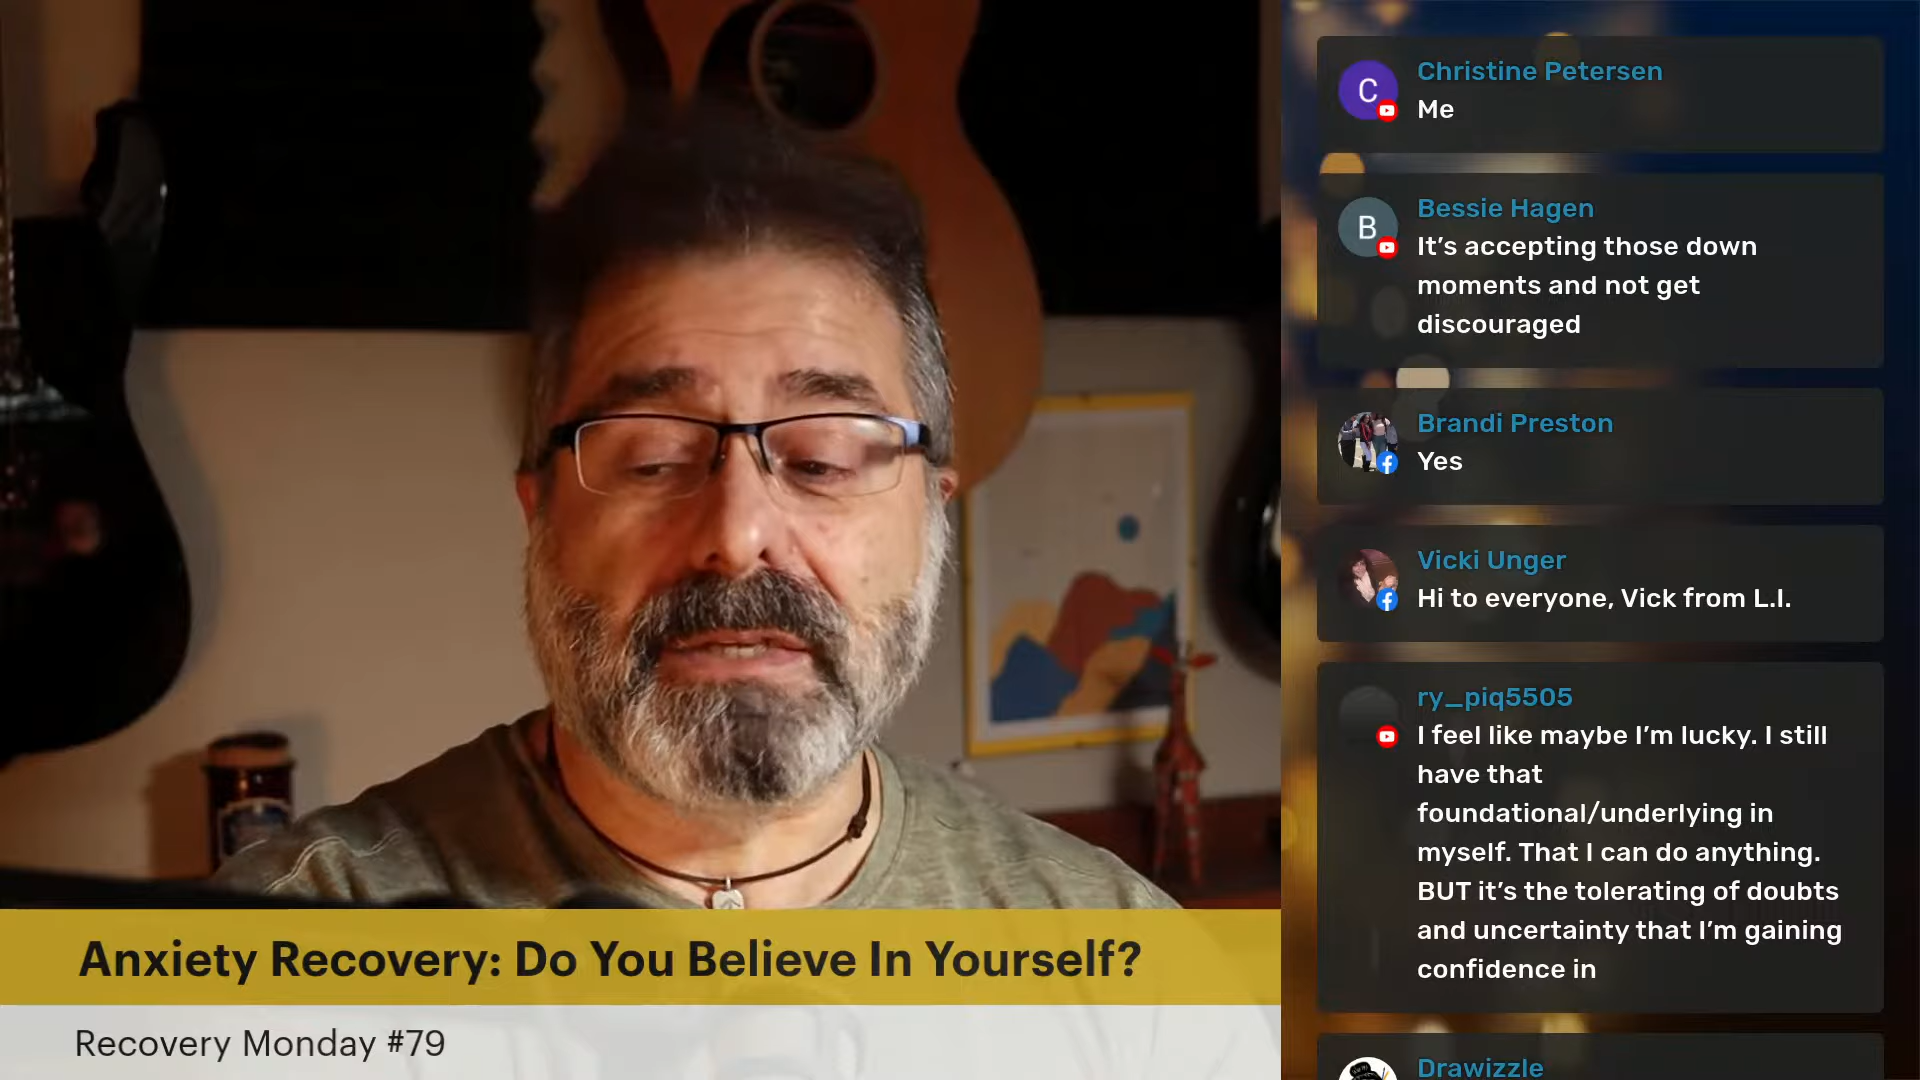 Anxiety Recovery: Do You Believe In Yourself?
Recovery Monday #79
C
Christine Petersen
Me
B
Bessie Hagen
It’s accepting those down
moments and not get
discouraged
Brandi Preston
Yes
Vicki Unger
Hi to everyone, Vick from L.I.
ry_piq5505
I feel like maybe I’m lucky. I still
have that
foundational/underlying in
myself. That I can do anything.
BUT it’s the tolerating of doubts
and uncertainty that I’m gaining
confidence in
Drawizzle